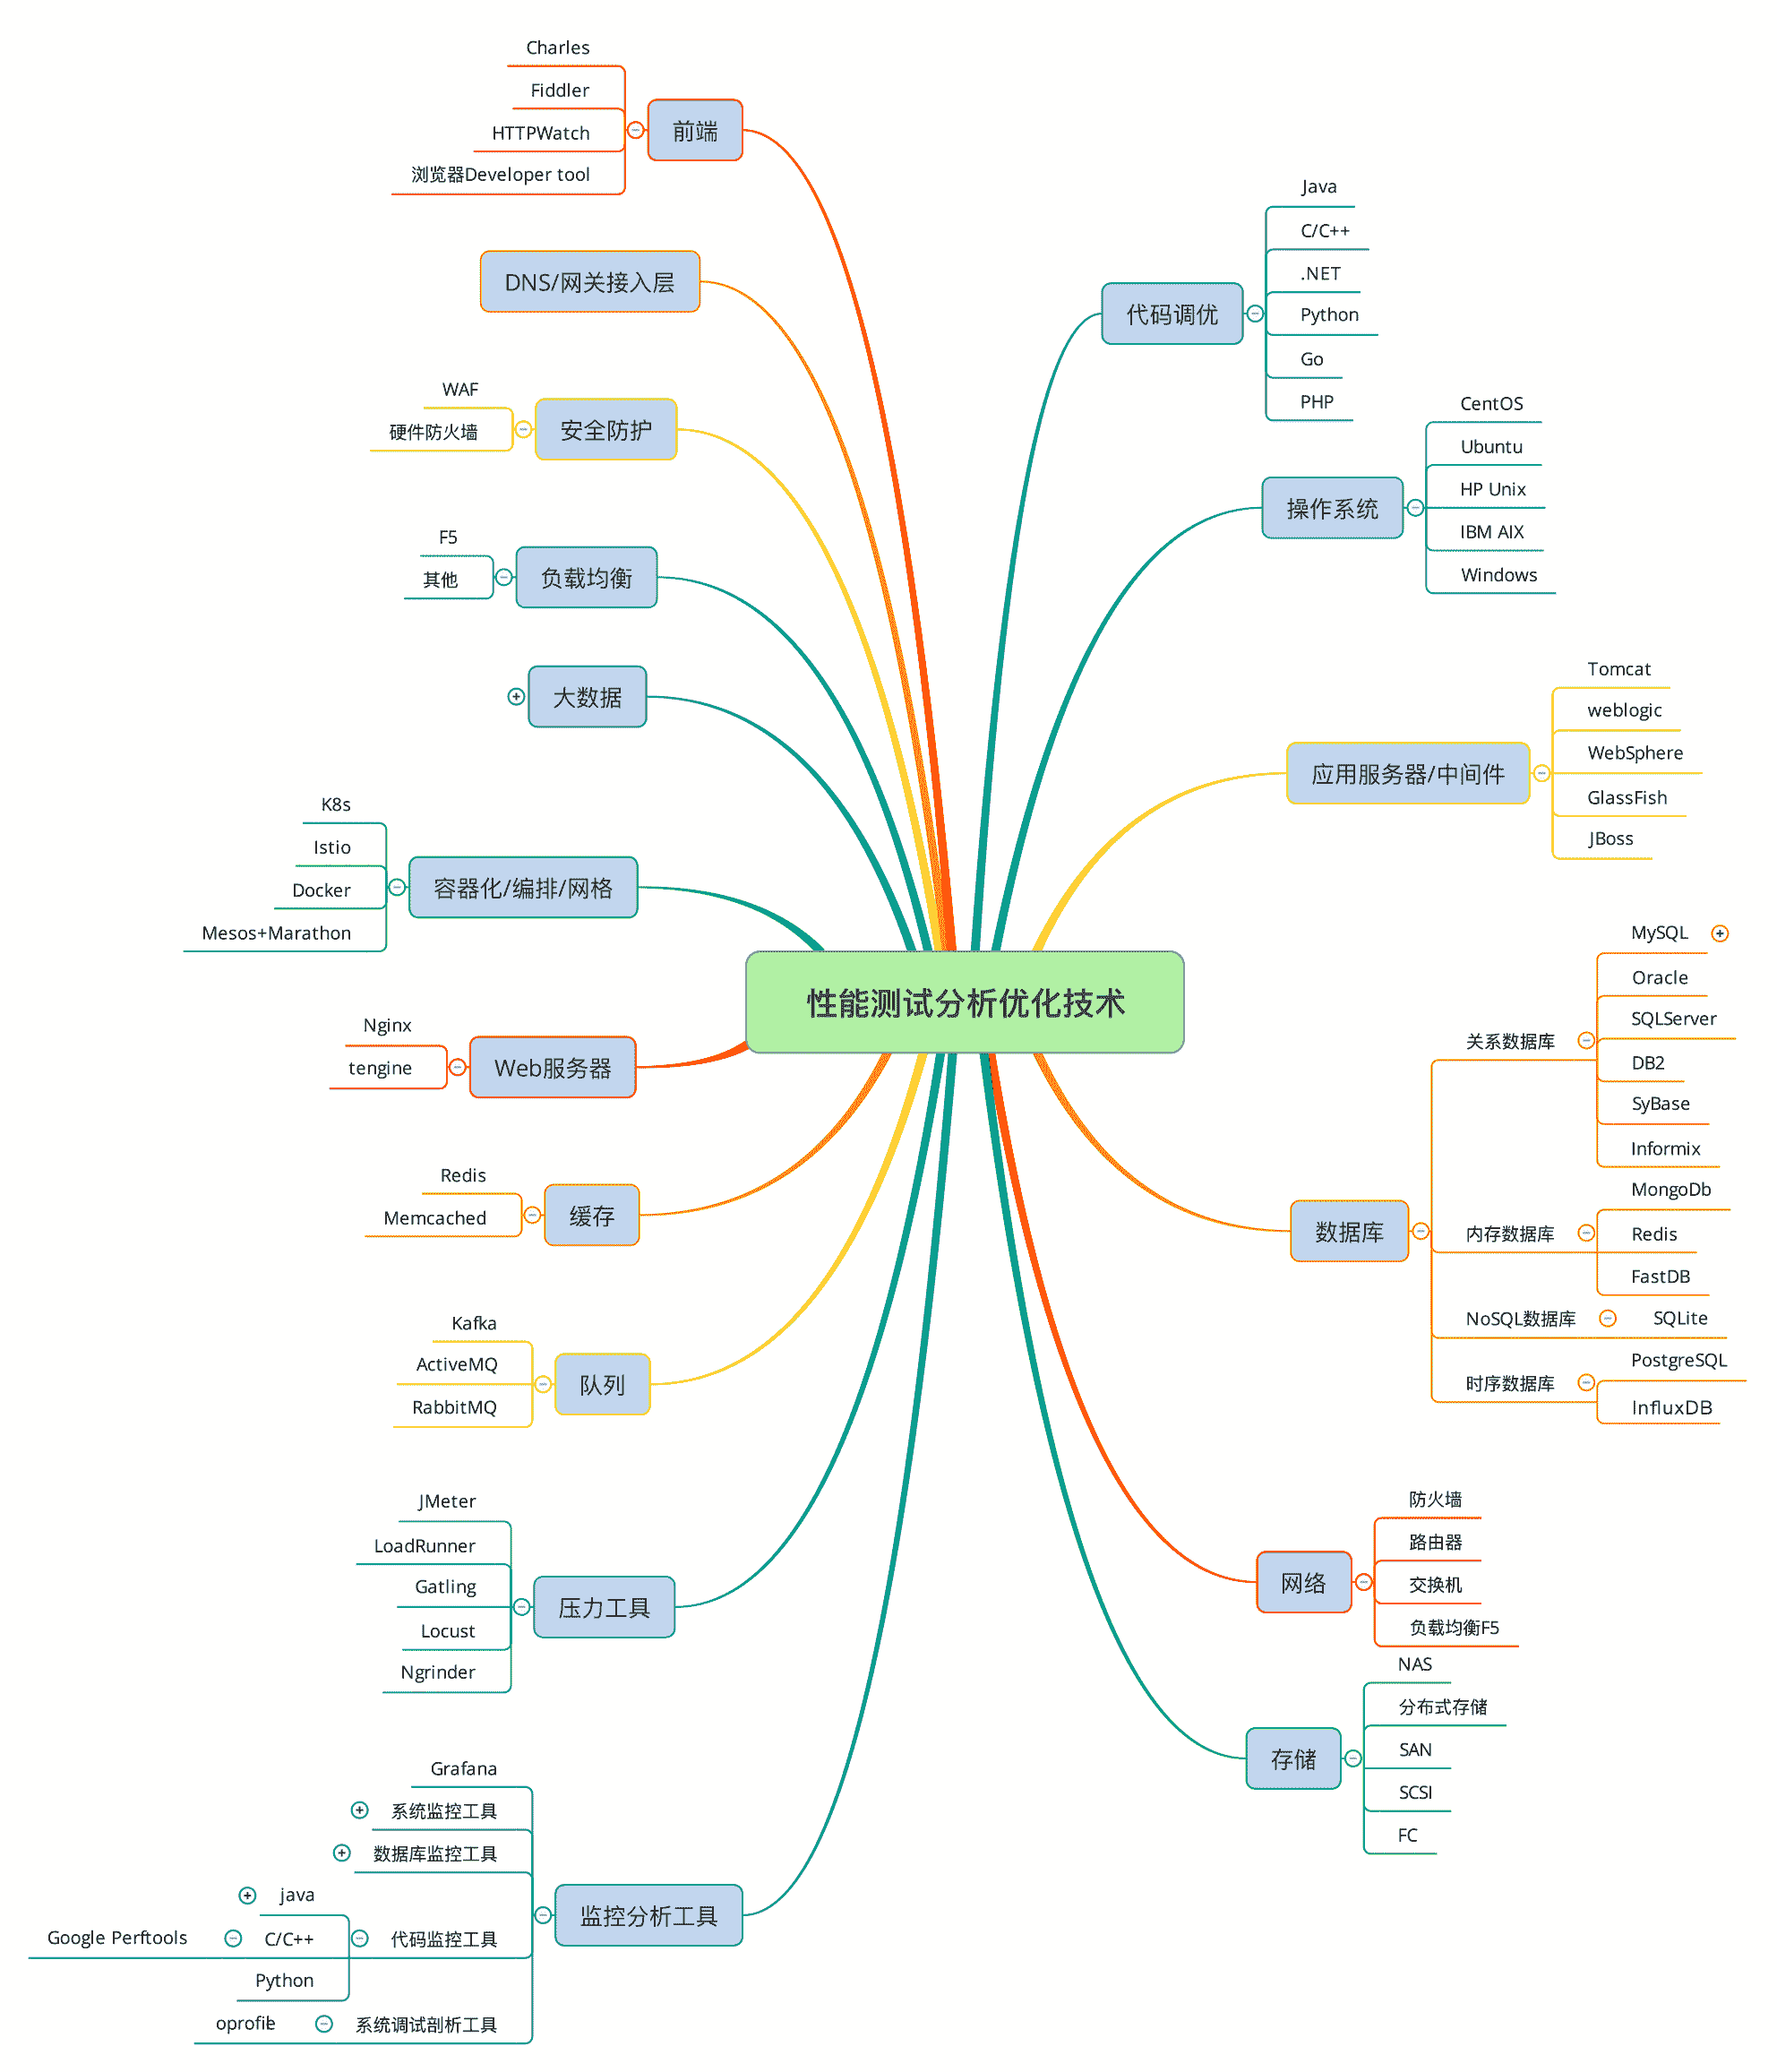 Charles
Fiddler
HTTPWatch
浏览器Developer tool
前端
DNS/网关接入层
WAF
硬件防火墙
安全防护
F5
其他
负载均衡
大数据
K8s
Istio
Docker
Mesos+Marathon
容器化/编排/网格
Nginx
tengine
Web服务器
Redis
Memcached
缓存
Kafka
ActiveMQ
RabbitMQ
队列
JMeter
LoadRunner
Gatling
Locust
Ngrinder
压力工具
Grafana
系统监控工具
数据库监控工具
java
Google Perftools
C/C++
代码监控工具
Python
oprofile
系统调试剖析工具
监控分析工具
性能测试分析优化技术
代码调优
Java
C/C++
.NET
Python
Go
PHP
操作系统
CentOS
Ubuntu
HP Unix
IBM AIX
Windows
应用服务器/中间件
Tomcat
weblogic
WebSphere
GlassFish
JBoss
数据库
关系数据库
MySQL
Oracle
SQLServer
DB2
SyBase
Informix
内存数据库
MongoDb
Redis
FastDB
NoSQL数据库
SQLite
时序数据库
PostgreSQL
InfluxDB
网络
防火墙
路由器
交换机
负载均衡F5
存储
NAS
分布式存储
SAN
SCSI
FC